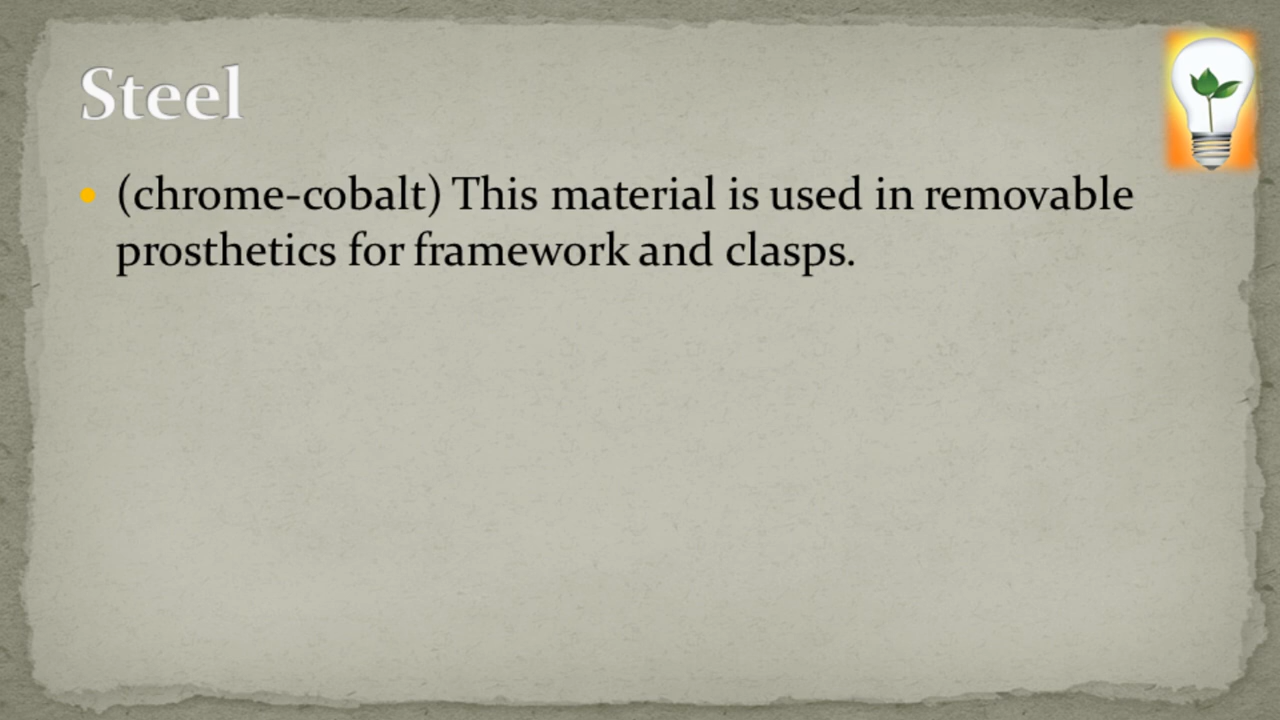 Steel
• (chrome-cobalt) This material is used in removable
prosthetics for framework and clasps.